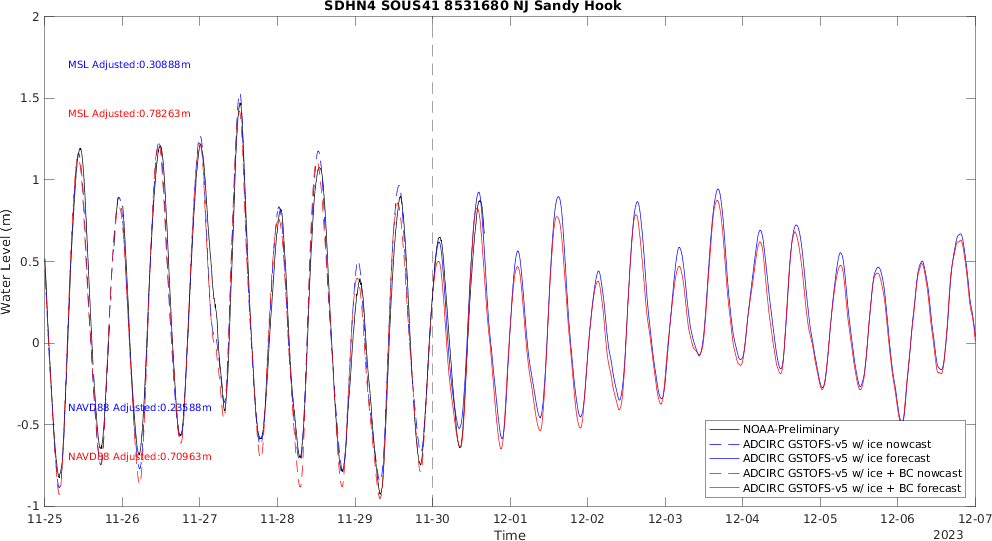 SDHN4 SOUS41 8531680 NJ Sandy Hook
2
1.5
1
0.5
0
-0.5
-1
Water Level (m)
MSL Adjusted:0.30888m
MSL Adjusted:0.78263m
NAVD88 Adjusted:0.23588m
NAVD88 Adjusted:0.70963m
NOAA-Preliminary
ADCIRC GSTOFS-v5 w/ ice nowcast
ADCIRC GSTOFS-v5 w/ ice forecast
ADCIRC GSTOFS-v5 w/ ice + BC nowcast
ADCIRC GSTOFS-v5 w/ ice + BC forecast
11-25 11-26 11-27 11-28 11-29 11-30 12-01 12-02 12-03 12-04 12-05 12-06 12-07
Time
2023